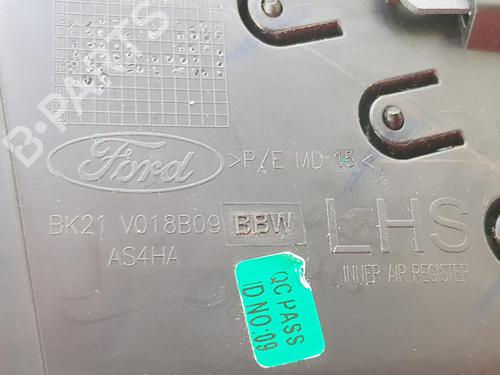 B-PARTS
Ford
>P/E MD 15<
BK21 V018B09 BBW
AS4HA
LHS
INNER AIR REGISTER
QC PASS
ID NO:09